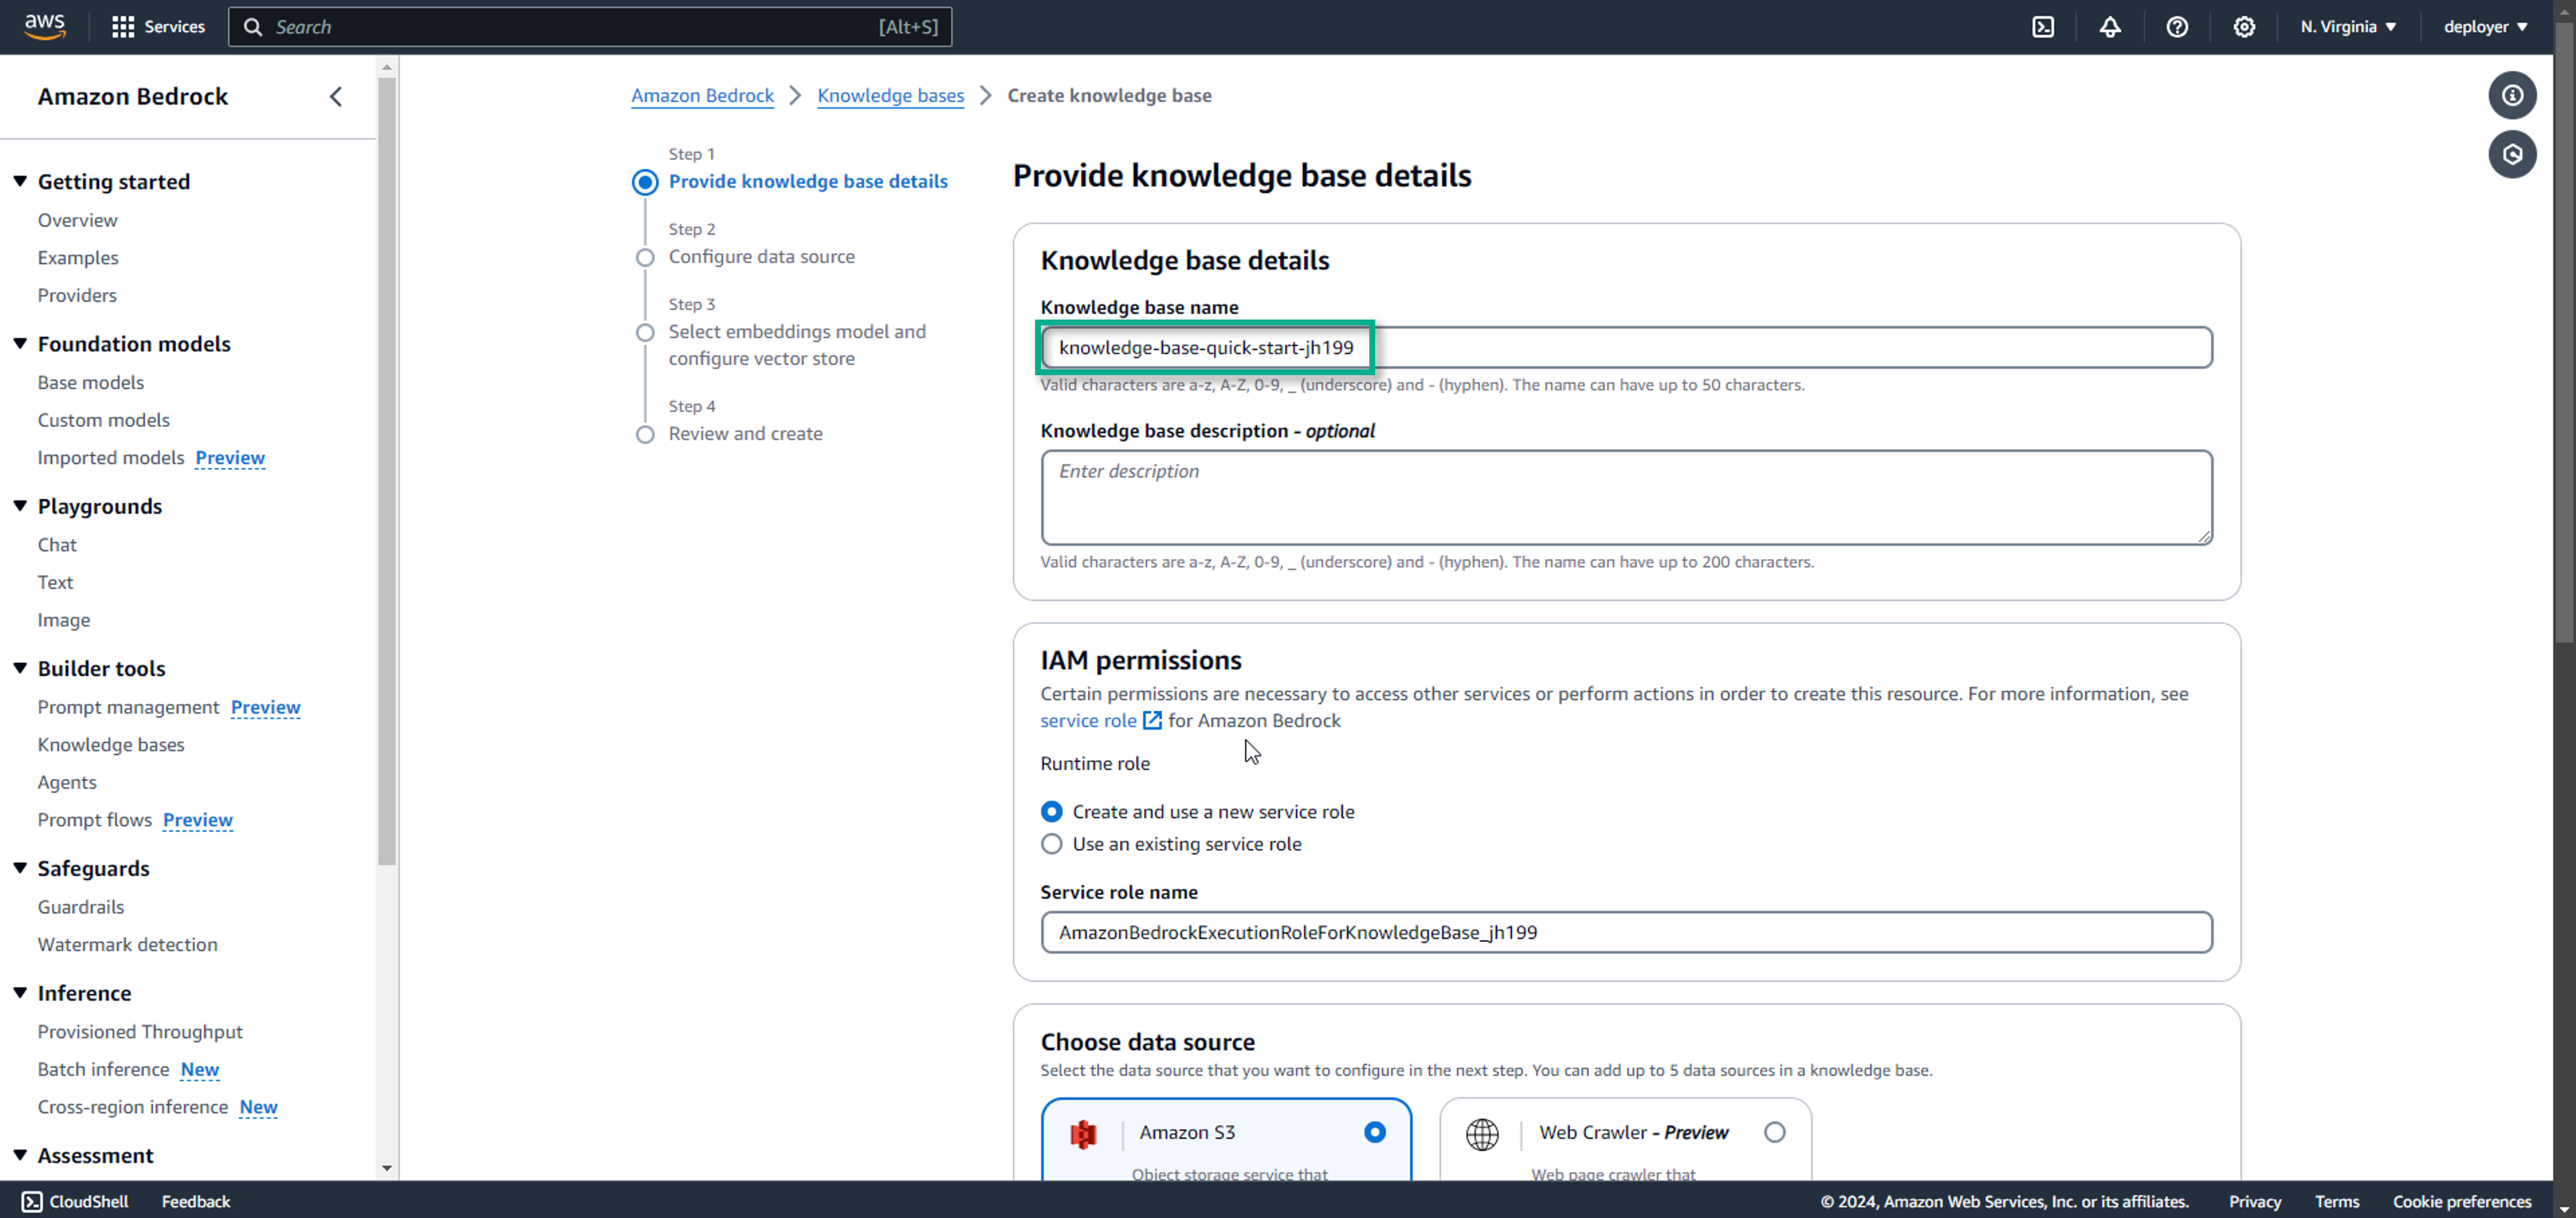 aws
Services
Search
[Alt+S]
N. Virginia
deployer
Amazon Bedrock
Getting started
Overview
Examples
Providers
Foundation models
Base models
Custom models
Imported models Preview
Playgrounds
Chat
Text
Image
Builder tools
Prompt management Preview
Knowledge bases
Agents
Prompt flows Preview
Safeguards
Guardrails
Watermark detection
Inference
Provisioned Throughput
Batch inference New
Cross-region inference New
Assessment
Amazon Bedrock
Knowledge bases
Create knowledge base
Step 1
Provide knowledge base details
Step 2
Configure data source
Step 3
Select embeddings model and
configure vector store
Step 4
Review and create
Provide knowledge base details
Knowledge base details
Knowledge base name
knowledge-base-quick-start-jh199
Valid characters are a-z, A-Z, 0-9, _ (underscore) and - (hyphen). The name can have up to 50 characters.
Knowledge base description - optional
Enter description
Valid characters are a-z, A-Z, 0-9, _ (underscore) and - (hyphen). The name can have up to 200 characters.
IAM permissions
Certain permissions are necessary to access other services or perform actions in order to create this resource. For more information, see
service role for Amazon Bedrock
Runtime role
Create and use a new service role
Use an existing service role
Service role name
AmazonBedrockExecutionRoleForKnowledgeBase_jh199
Choose data source
Select the data source that you want to configure in the next step. You can add up to 5 data sources in a knowledge base.
Amazon S3
Object storage service that
Web Crawler - Preview
Web page crawler that
CloudShell
Feedback
© 2024, Amazon Web Services, Inc. or its affiliates.
Privacy
Terms
Cookie preferences